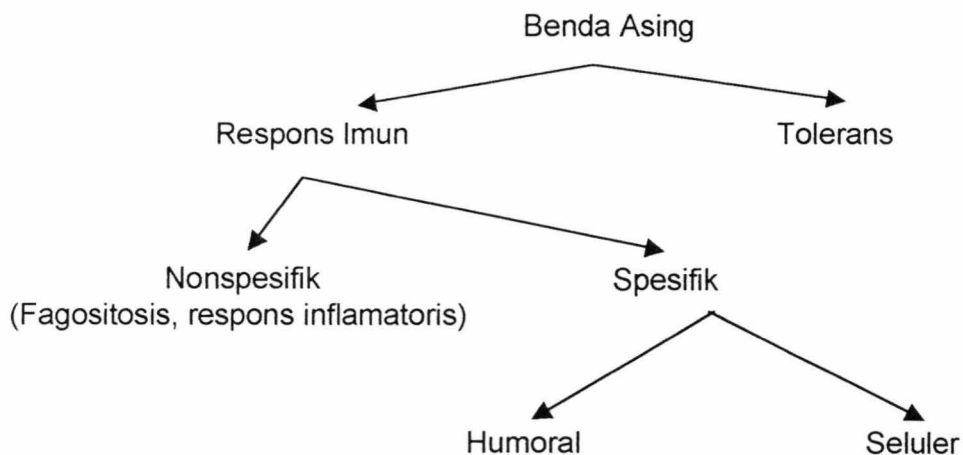 Benda Asing
Respons Imun
Tolerans
Nonspesifik
(Fagositosis, respons inflamatoris)
Spesifik
Humoral
Seluler